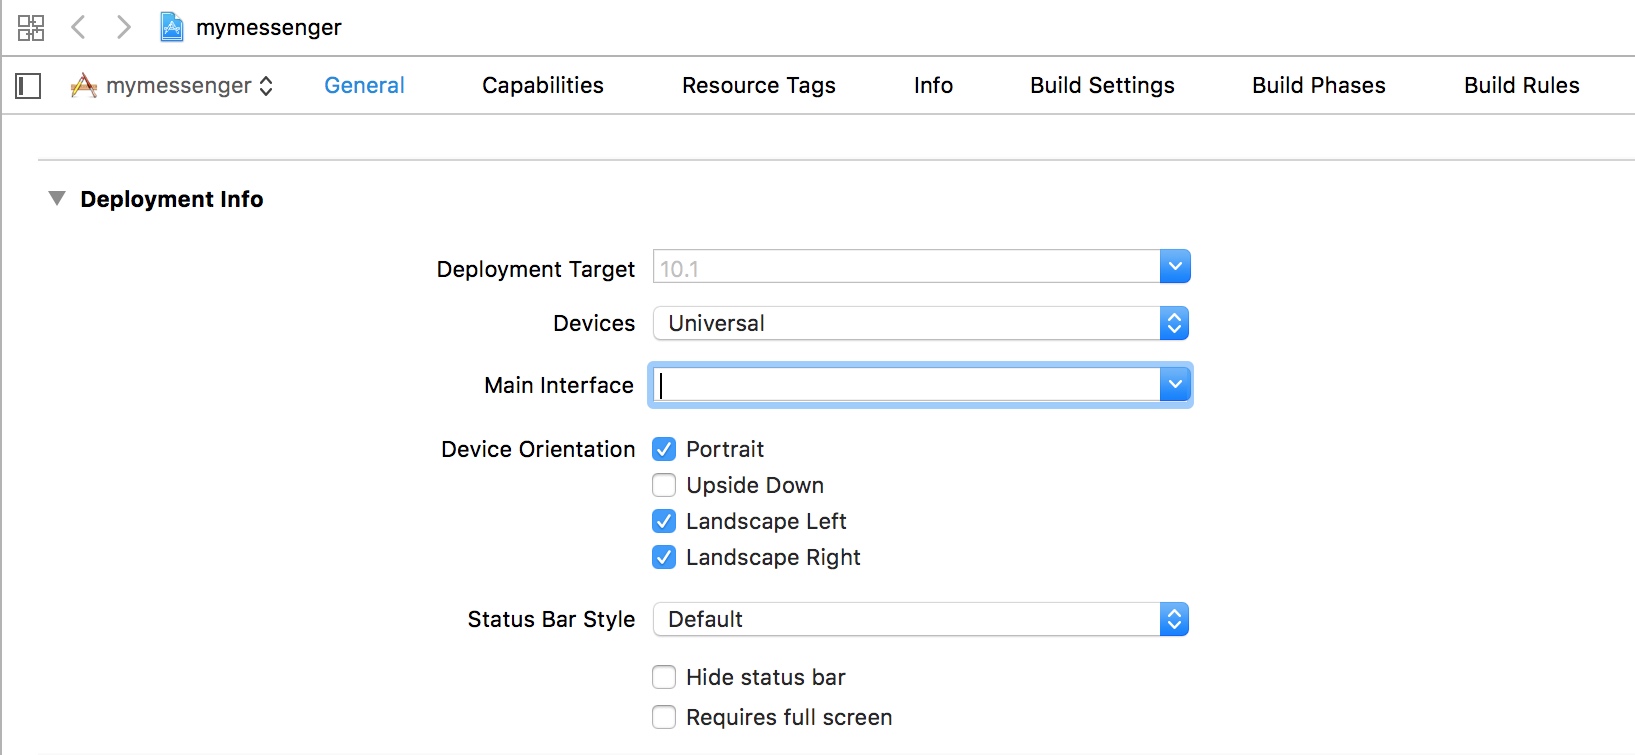 mymessenger
mymessenger General Capabilities Resource Tags Info Build Settings Build Phases Build Rules
Deployment Info
Deployment Target 10.1
Devices Universal
Main Interface
Device Orientation Portrait
Upside Down
Landscape Left
Landscape Right
Status Bar Style Default
Hide status bar
Requires full screen